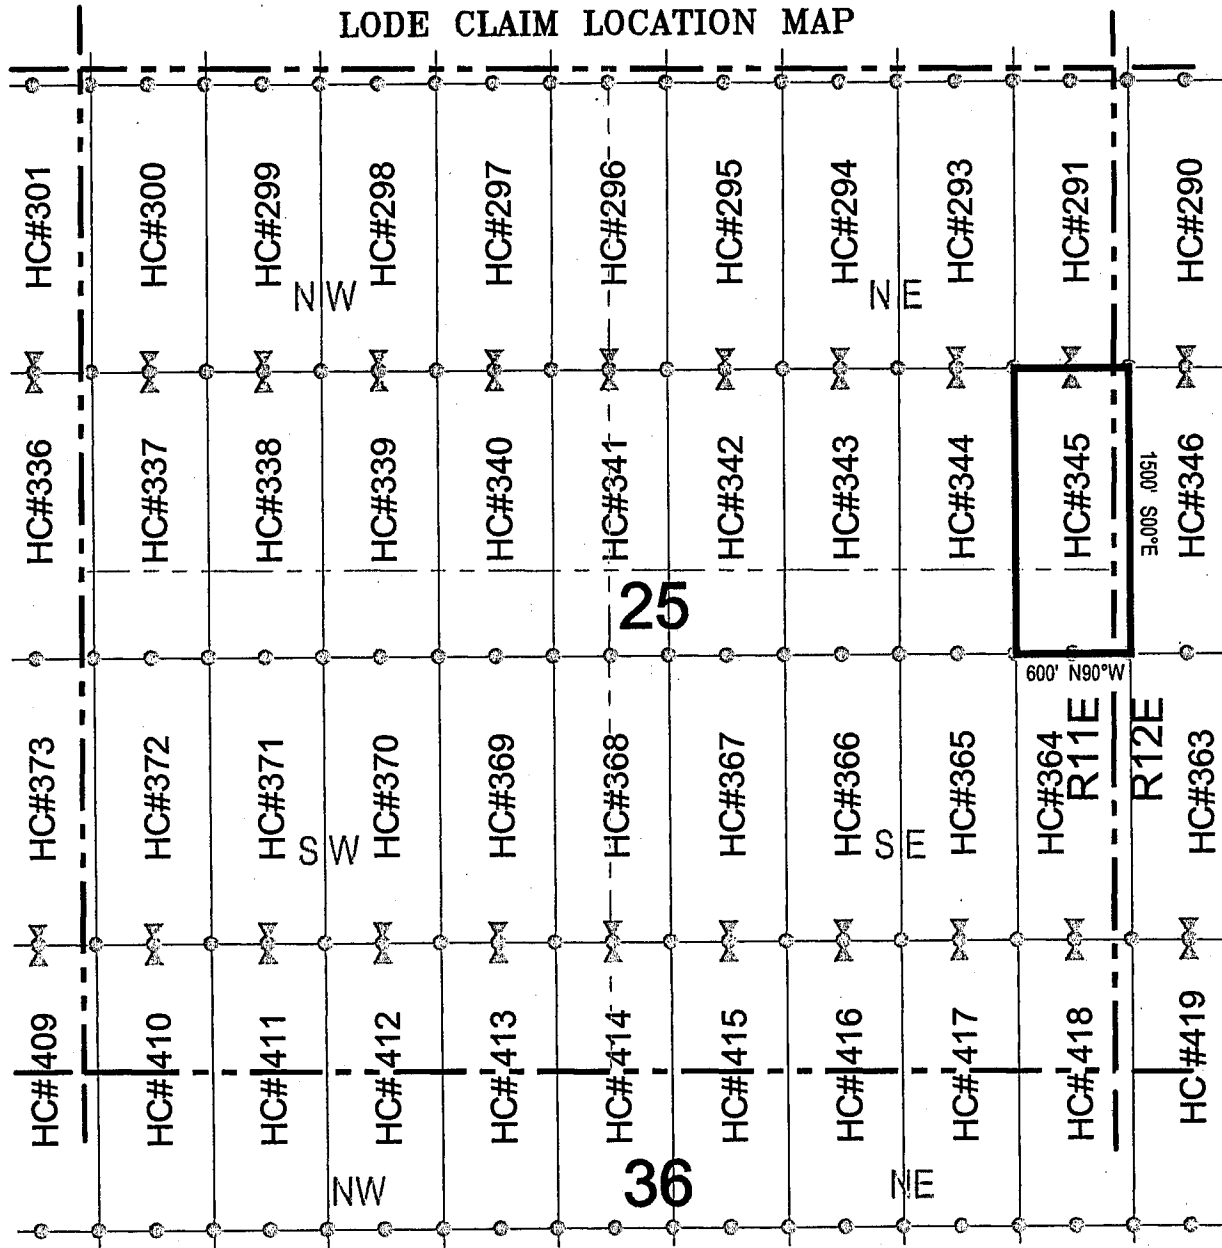 LODE CLAIM LOCATION MAP
HC#301
HC#300
HC#299
HC#298
HC#297
HC#296
HC#295
HC#294
HC#293
HC#291
HC#290
NW
NE
HC#336
HC#337
HC#338
HC#339
HC#340
HC#341
HC#342
HC#343
HC#344
HC#345
1500' S00°E
HC#346
25
600' N90°W
HC#373
HC#372
HC#371
HC#370
HC#369
HC#368
HC#367
HC#366
HC#365
HC#364
R11E
R12E
HC#363
SW
SE
HC#409
HC#410
HC#411
HC#412
HC#413
HC#414
HC#415
HC#416
HC#417
HC#418
HC#419
NW
36
NE